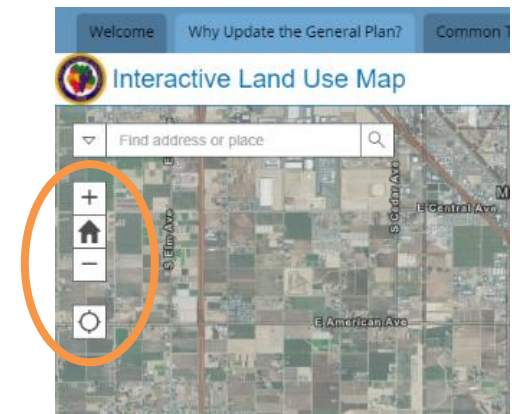 Welcome
Why Update the General Plan?
Common T
Interactive Land Use Map
Find address or place
S Elm Ave
S Cedar Ave
M
E Central Ave
E American Ave